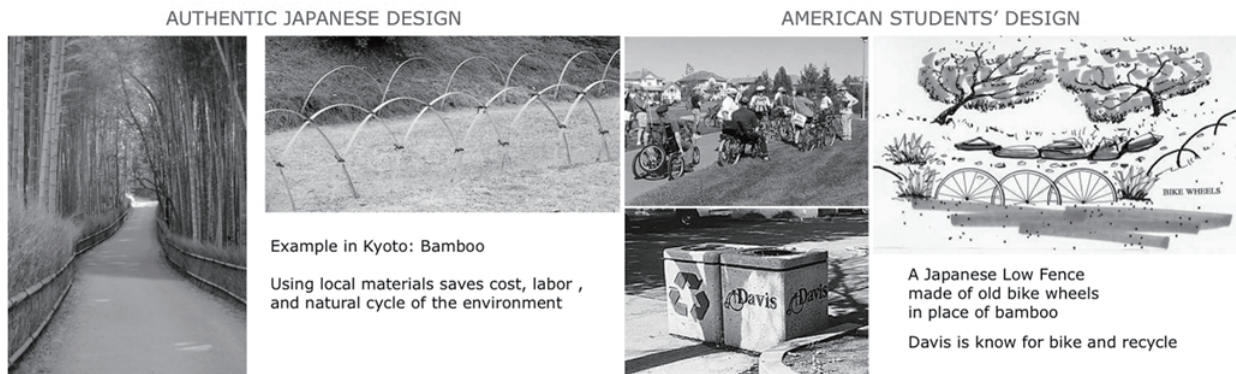 AUTHENTIC JAPANESE DESIGN
Example in Kyoto: Bamboo
Using local materials saves cost, labor ,
and natural cycle of the environment
AMERICAN STUDENTS’ DESIGN
Davis
Davis
BIKE WHEELS
A Japanese Low Fence
made of old bike wheels
in place of bamboo
Davis is know for bike and recycle